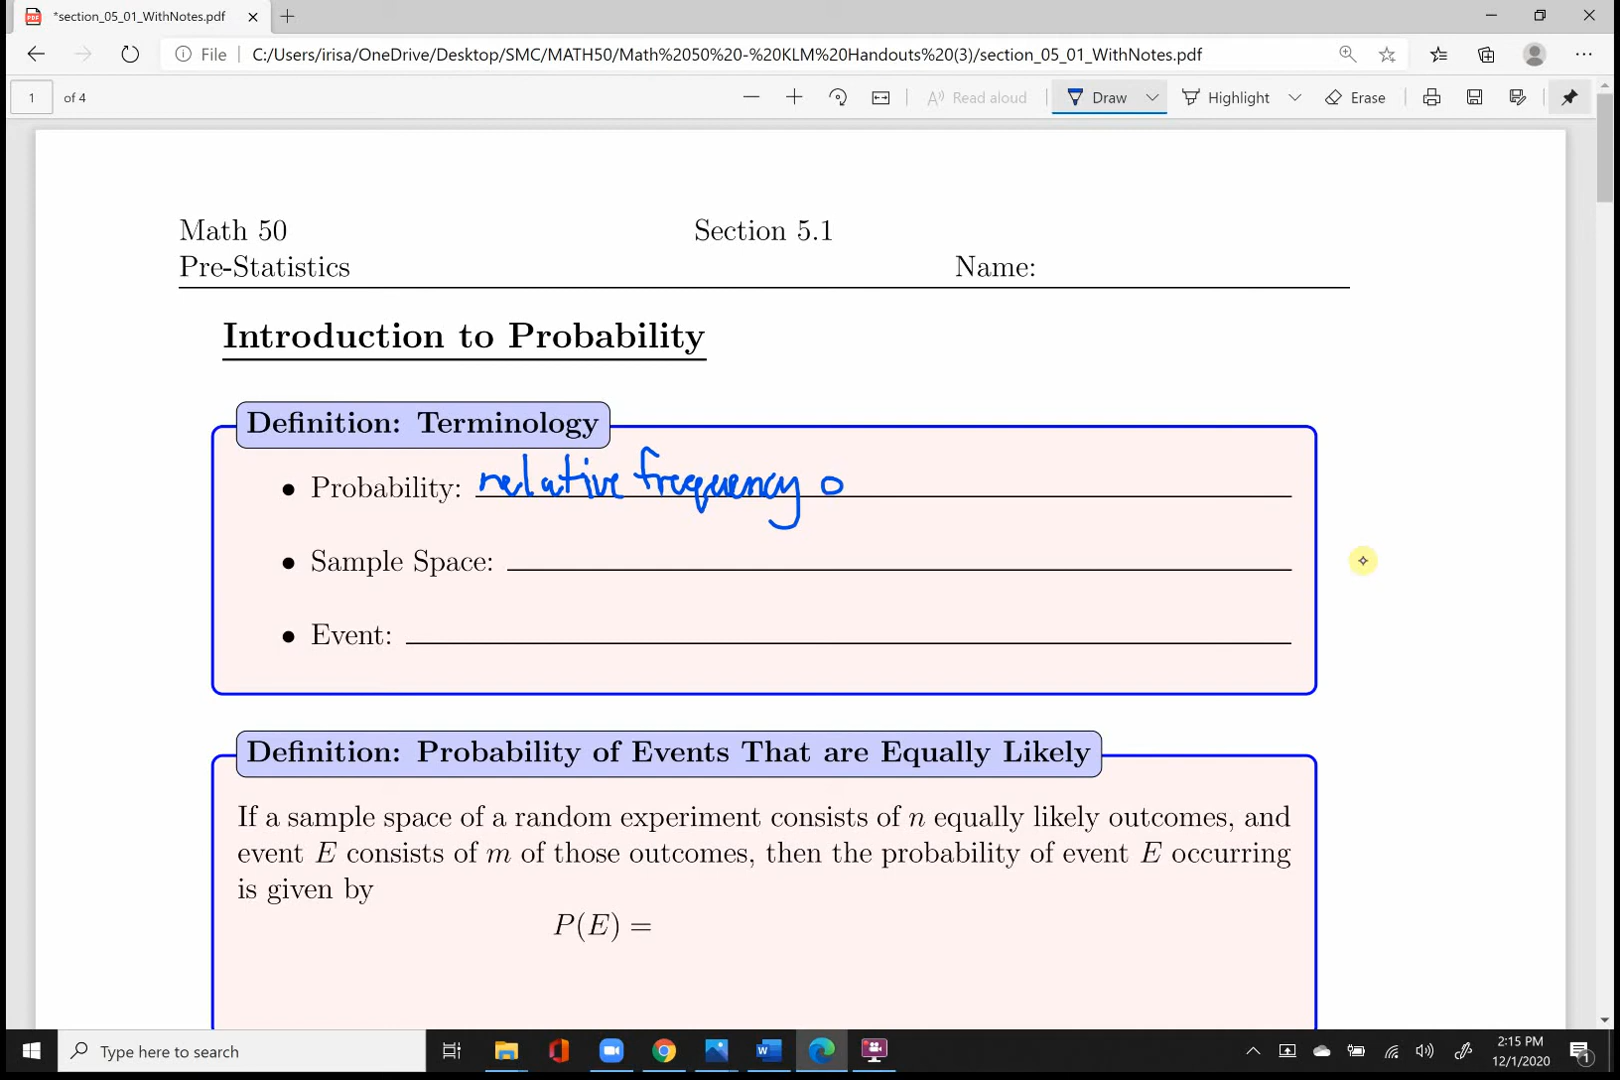 *section_05_01_WithNotes.pdf
File C:/Users/irisa/OneDrive/Desktop/SMC/MATH50/Math%2050%20-%20KLM%20Handouts%20(3)/section_05_01_WithNotes.pdf
1 of 4 Read aloud Draw Highlight Erase
Math 50 Section 5.1
Pre-Statistics Name:
Introduction to Probability
Definition: Terminology
• Probability: relative frequency o
• Sample Space:
• Event:
Definition: Probability of Events That are Equally Likely
If a sample space of a random experiment consists of n equally likely outcomes, and
event E consists of m of those outcomes, then the probability of event E occurring
is given by
P(E) =
Type here to search
2:15 PM
12/1/2020
1